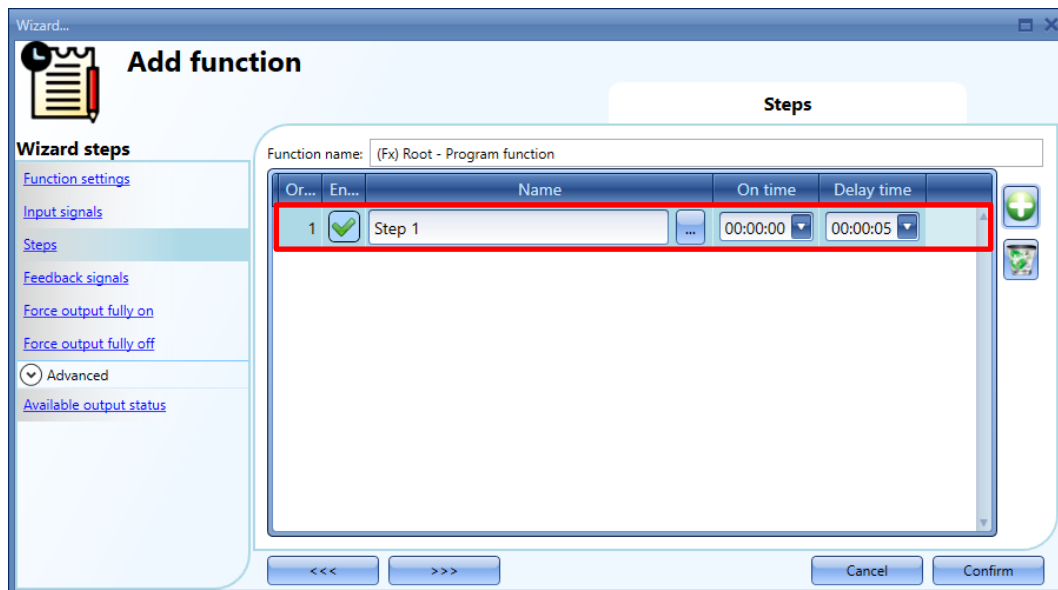 Wizard...
Add function
Steps
Wizard steps
Function settings
Input signals
Steps
Feedback signals
Force output fully on
Force output fully off
Advanced
Available output status
Function name: (Fx) Root - Program function
Or... En... Name On time Delay time
1 Step 1 ... 00:00:00 00:00:05
<<< >>> Cancel Confirm